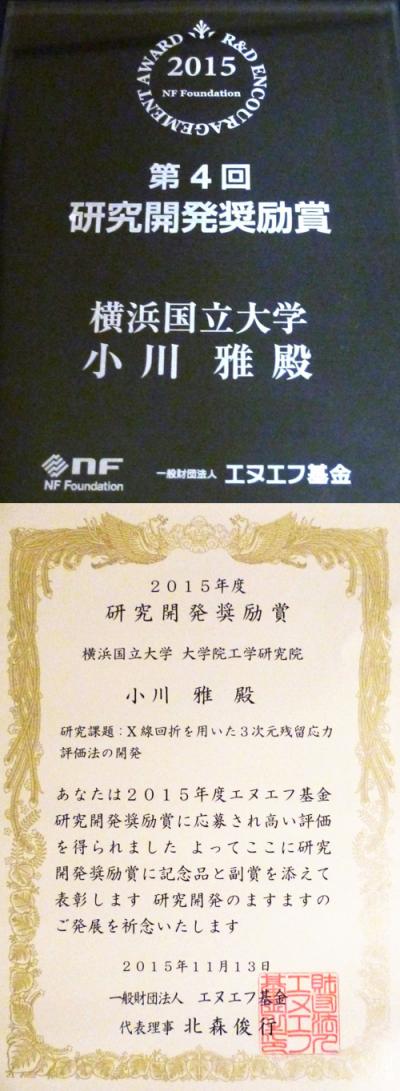 R&D ENCOURAGEMENT AWARD
2015
NF Foundation
第4回
研究開発奨励賞
横浜国立大学
小川 雅 殿
nF
NF Foundation
一般財団法人 エヌエフ基金
2015年度
研究開発奨励賞
横浜国立大学 大学院工学研究院
小川 雅 殿
研究課題:X線回折を用いた3次元残留応力
評価法の開発
あなたは2015年度エヌエフ基金
研究開発奨励賞に応募され高い評価
を得られました よってここに研究
開発奨励賞に記念品と副賞を添えて
表彰します 研究開発のますますの
ご発展を祈念いたします
2015年11月13日
一般財団法人 エヌエフ基金
代表理事 北森俊行